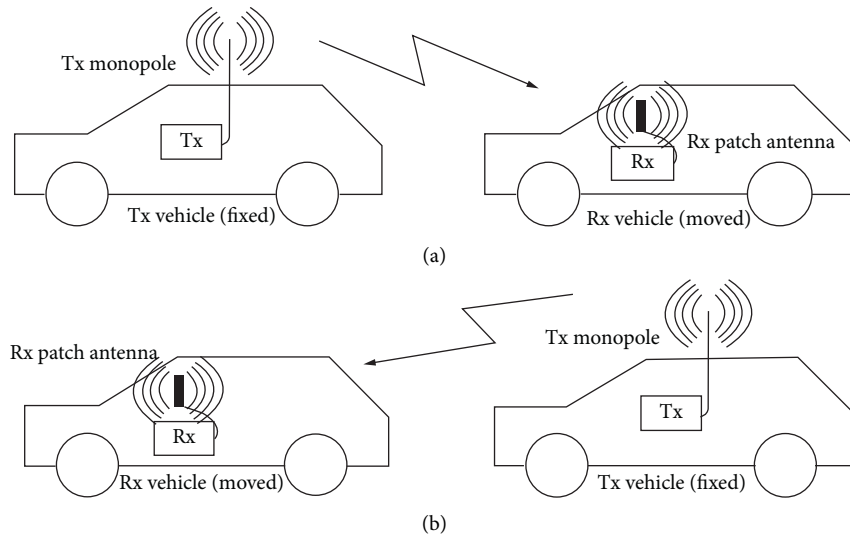 Tx monopole
Tx
Rx
Rx patch antenna
Tx vehicle (fixed)
Rx vehicle (moved)
(a)
Tx monopole
Rx patch antenna
Tx
Rx
Rx vehicle (moved)
Tx vehicle (fixed)
(b)